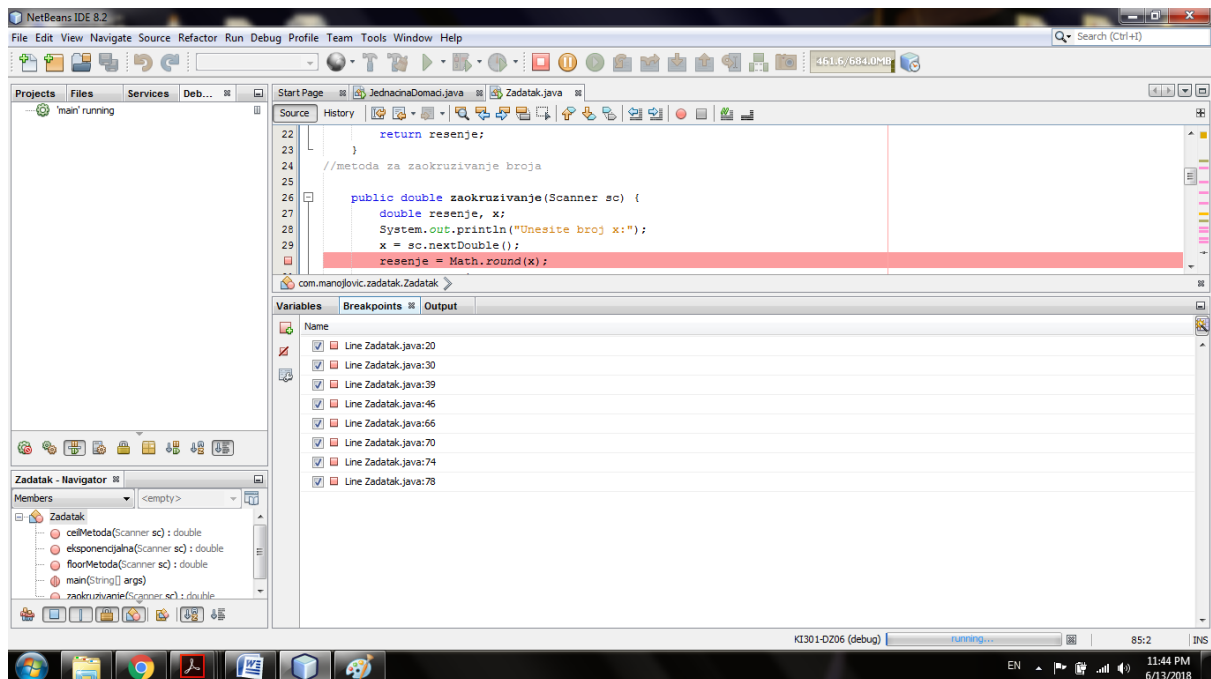 NetBeans IDE 8.2
File Edit View Navigate Source Refactor Run Debug Profile Team Tools Window Help
Search (Ctrl+I)
461.6/684.0MB
Projects Files Services Deb...
Start Page JednacinaDomaci.java Zadatak.java
'main' running
Source History
22 return resenje;
23 }
24 //metoda za zaokruzivanje broja
25
26 public double zaokruzivanje(Scanner sc) {
27 double resenje, x;
28 System.out.println("Unesite broj x:");
29 x = sc.nextDouble();
resenje = Math.round(x);
com.manojlovic.zadatak.Zadatak
Variables Breakpoints Output
Name
Line Zadatak.java:20
Line Zadatak.java:30
Line Zadatak.java:39
Line Zadatak.java:46
Line Zadatak.java:66
Line Zadatak.java:70
Line Zadatak.java:74
Line Zadatak.java:78
Zadatak - Navigator
Members <empty>
Zadatak
ceilMetoda(Scanner sc) : double
eksponencijalna(Scanner sc) : double
floorMetoda(Scanner sc) : double
main(String[] args)
zaokruzivanje(Scanner sc) : double
KI301-DZ06 (debug) running... 85:2 INS
EN 11:44 PM
6/13/2018